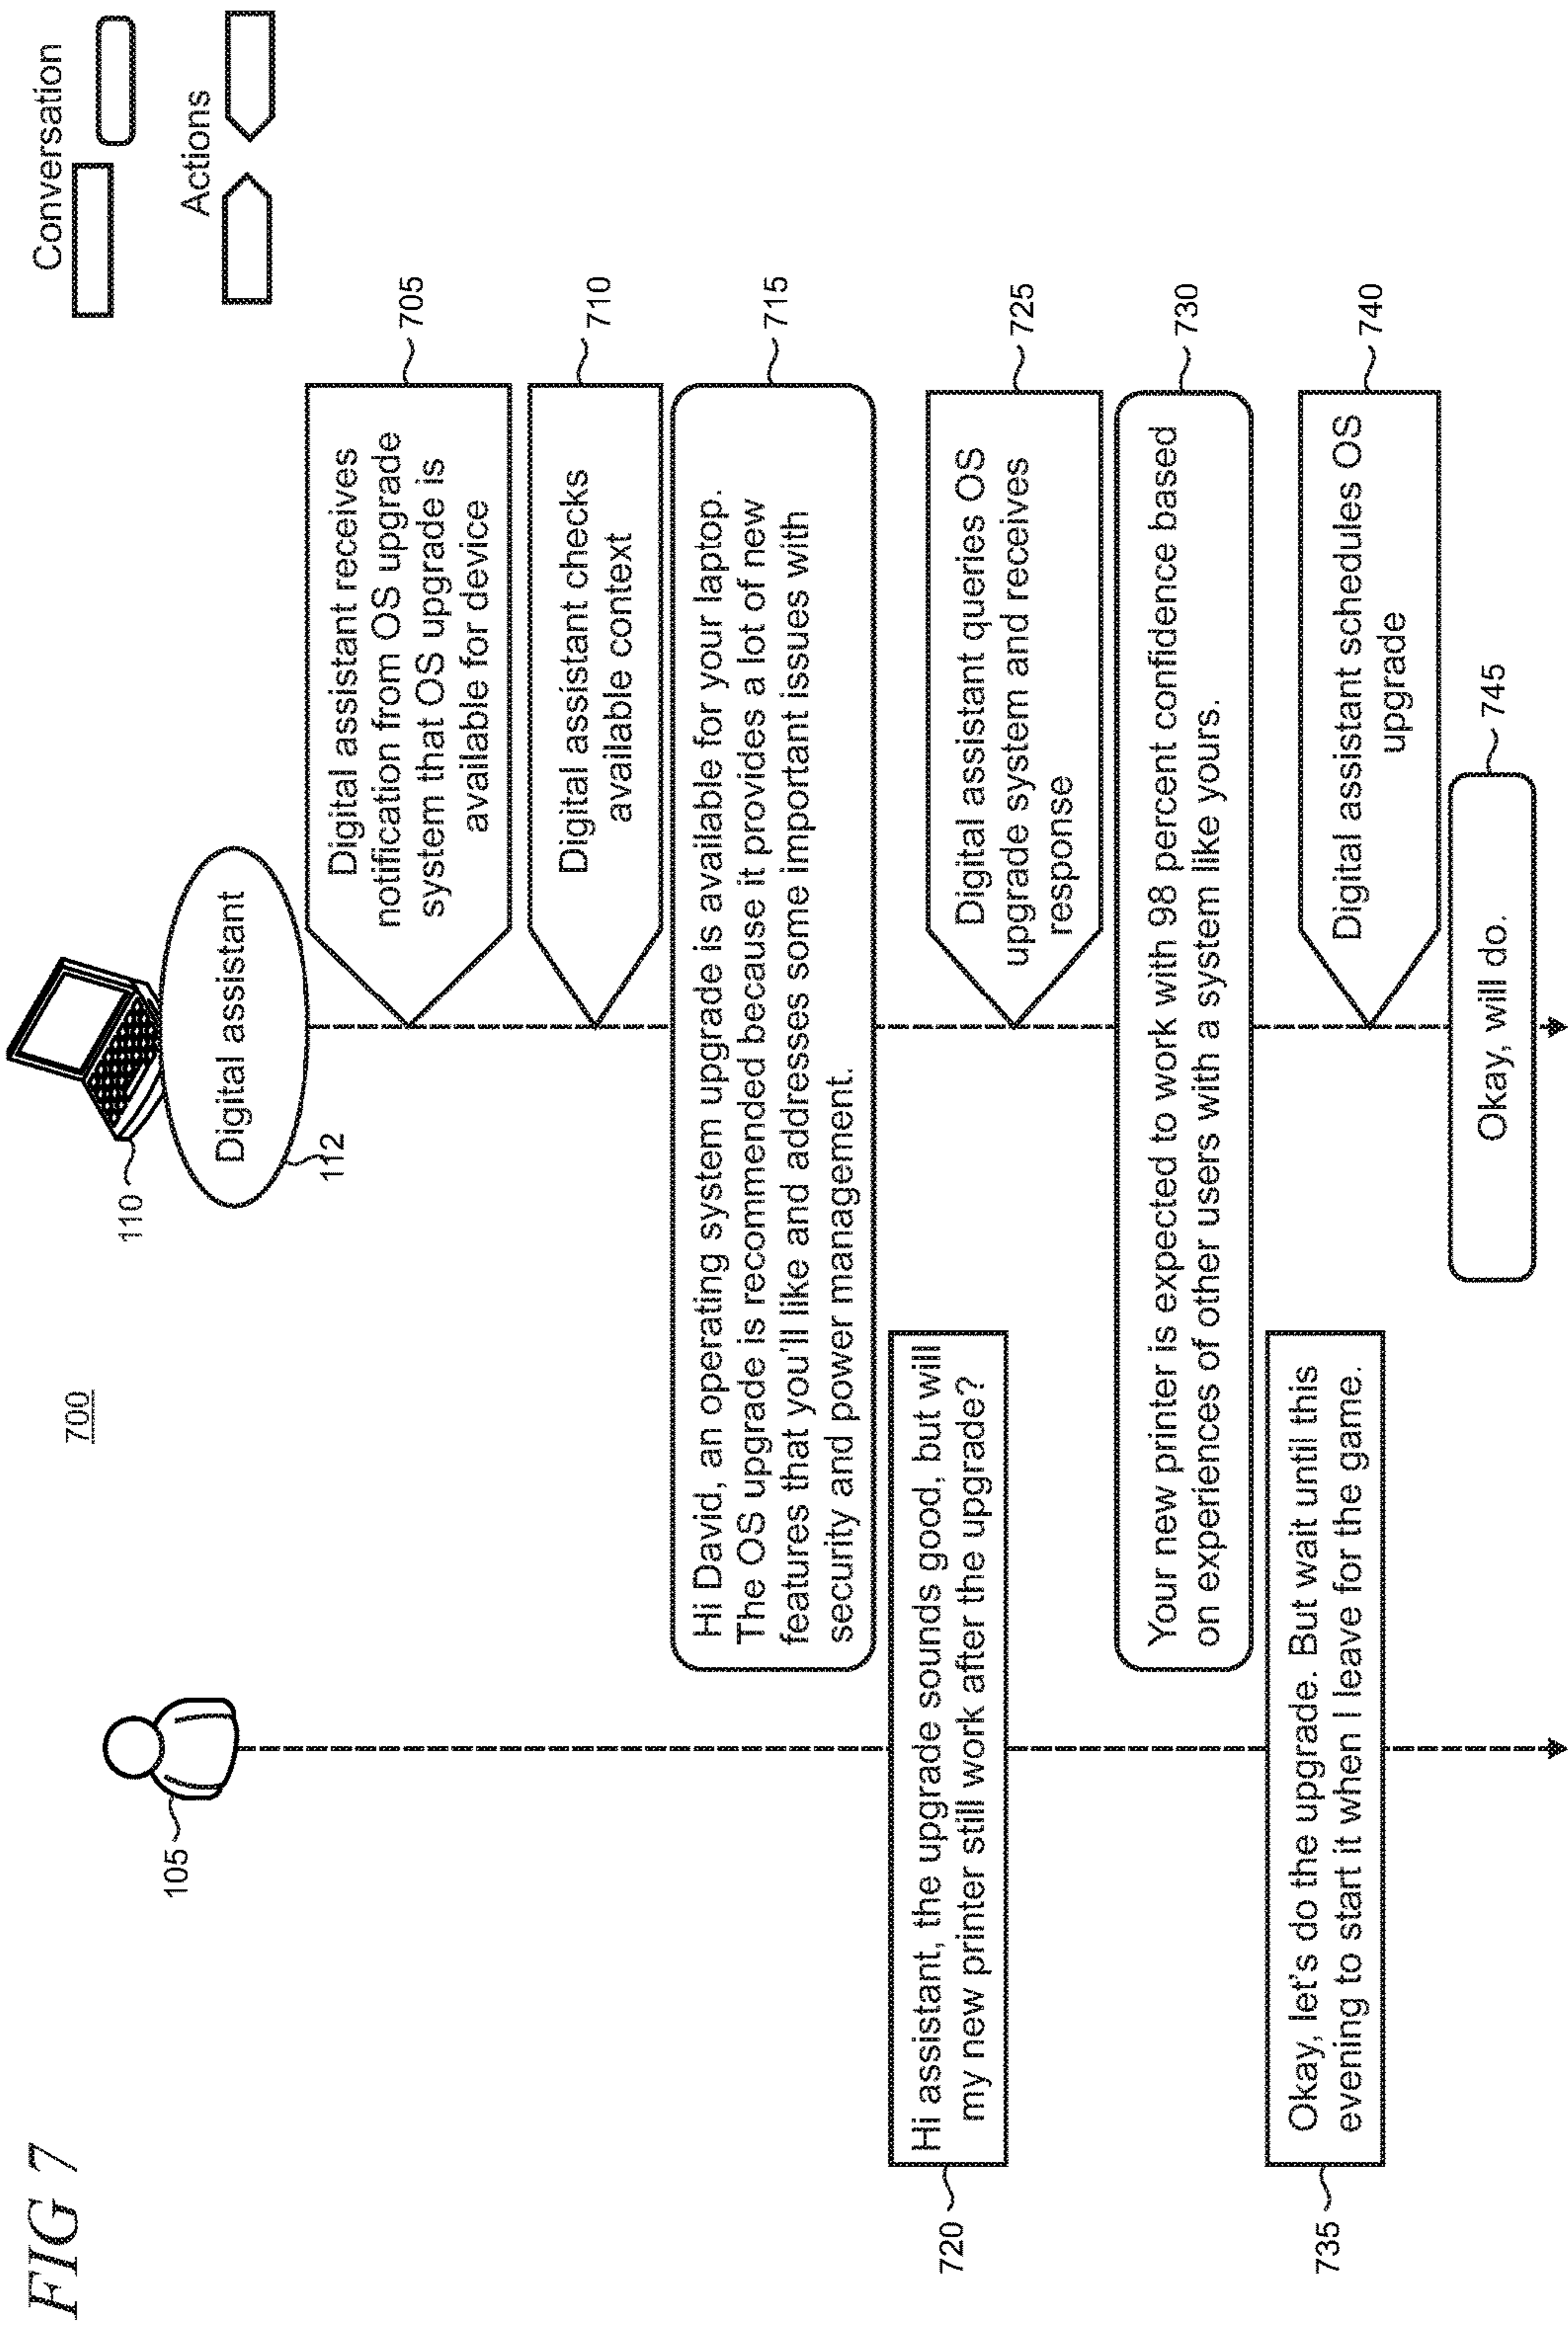 FIG 7
700
Conversation
Actions
105
110
Digital assistant
112
Digital assistant receives
notification from OS upgrade
system that OS upgrade is
available for device
705
Digital assistant checks
available context
710
Hi David, an operating system upgrade is available for your laptop.
The OS upgrade is recommended because it provides a lot of new
features that you'll like and addresses some important issues with
security and power management.
715
Hi assistant, the upgrade sounds good, but will
my new printer still work after the upgrade?
720
Digital assistant queries OS
upgrade system and receives
response
725
Your new printer is expected to work with 98 percent confidence based
on experiences of other users with a system like yours.
730
Okay, let's do the upgrade. But wait until this
evening to start it when I leave for the game.
735
Digital assistant schedules OS
upgrade
740
Okay, will do.
745